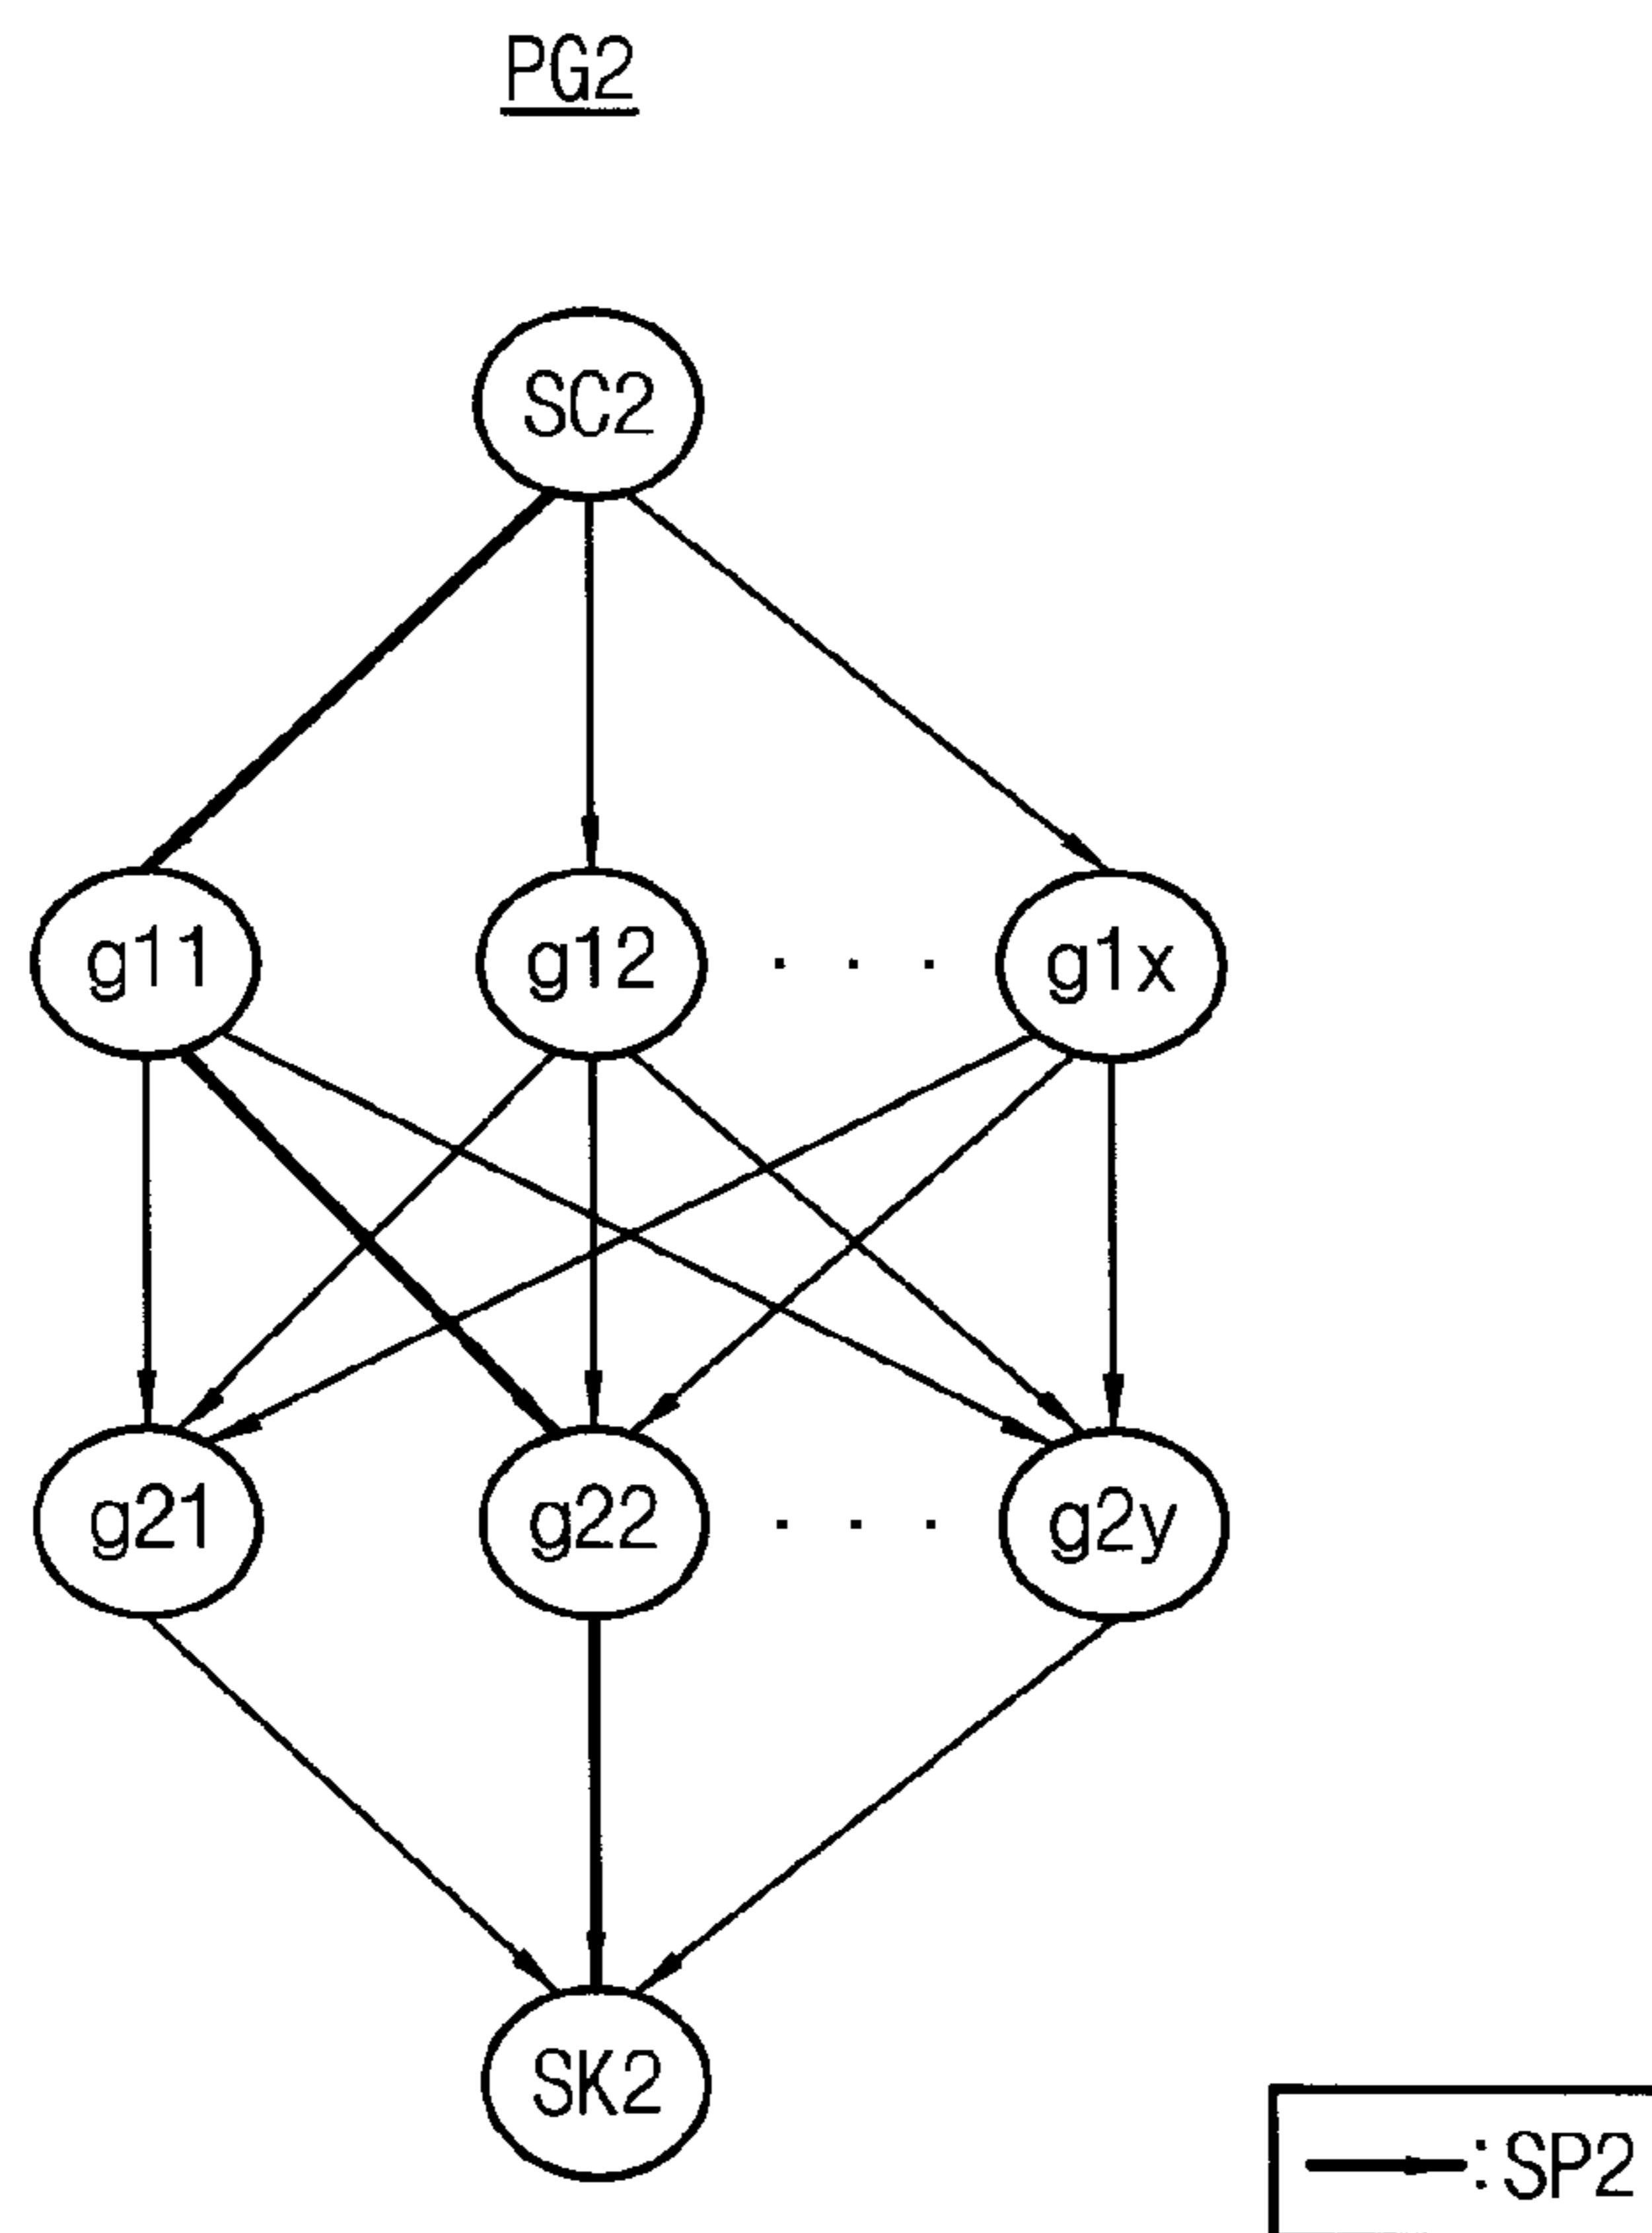 PG2
SC2
g11 g12 . . . g1x
g21 g22 . . . g2y
SK2
:SP2